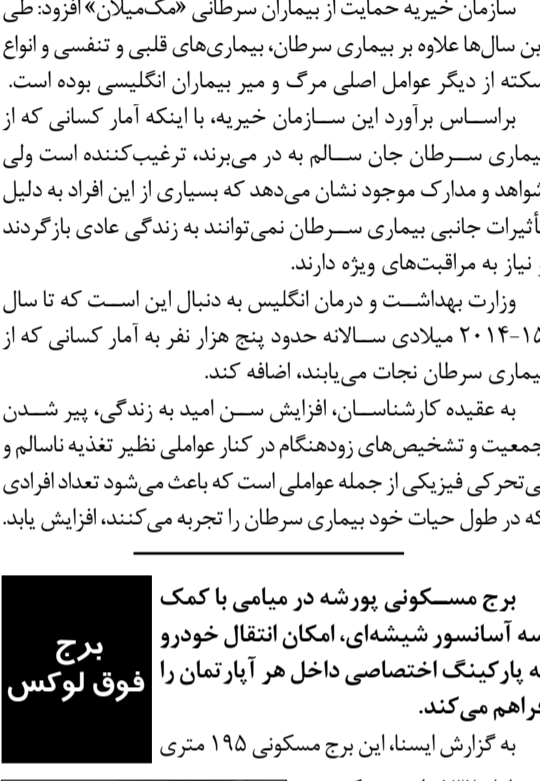 سازمان خیریه حمایت از بیماران سرطانی «مک‌میلان» افزود: طی
این سال‌ها علاوه بر بیماری سرطان، بیماری‌های قلبی و تنفسی و انواع
سکته از دیگر عوامل اصلی مرگ و میر بیماران انگلیسی بوده است.
براساس برآورد این سازمان خیریه، با اینکه آمار کسانی که از
بیماری سرطان جان سالم به در می‌برند، ترغیب‌کننده است ولی
شواهد و مدارک موجود نشان می‌دهد که بسیاری از این افراد به دلیل
تأثیرات جانبی بیماری سرطان نمی‌توانند به زندگی عادی بازگردند
و نیاز به مراقبت‌های ویژه دارند.
وزارت بهداشت و درمان انگلیس به دنبال این است که تا سال
۲۰۱۴-۱۵ میلادی سالانه حدود پنج هزار نفر به آمار کسانی که از
بیماری سرطان نجات می‌یابند، اضافه کند.
به عقیده کارشناسان، افزایش سن امید به زندگی، پیر شدن
جمعیت و تشخیص‌های زودهنگام در کنار عواملی نظیر تغذیه ناسالم و
بی‌تحرکی فیزیکی از جمله عواملی است که باعث می‌شود تعداد افرادی
که در طول حیات خود بیماری سرطان را تجربه می‌کنند، افزایش یابد.
برج
فوق لوکس
برج مسکونی پورشه در میامی با کمک
سه آسانسور شیشه‌ای، امکان انتقال خودرو
به پارکینگ اختصاصی داخل هر آپارتمان را
فراهم می‌کند.
به گزارش ایسنا، این برج مسکونی ۱۹۵ متری